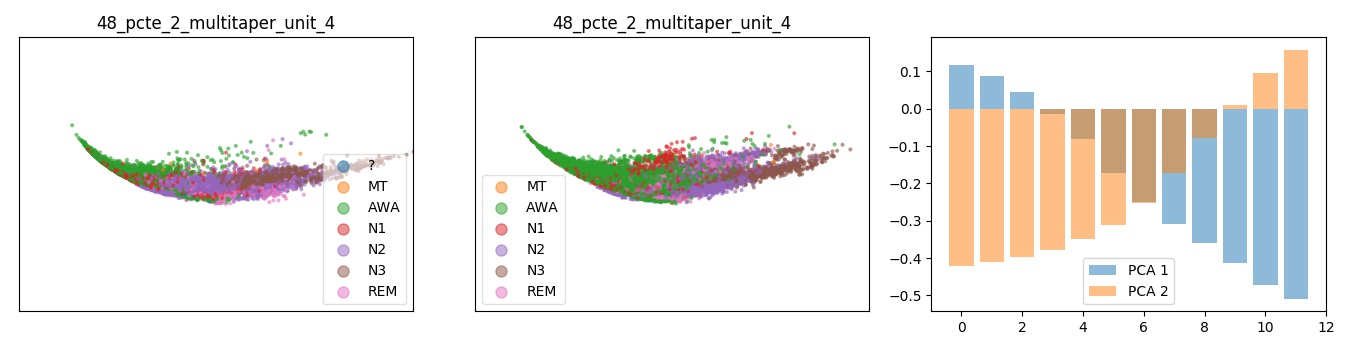 48_pcte_2_multitaper_unit_4
?
MT
AWA
N1
N2
N3
REM
48_pcte_2_multitaper_unit_4
MT
AWA
N1
N2
N3
REM
0.1
0.0
−0.1
−0.2
−0.3
−0.4
−0.5
PCA 1
PCA 2
0 2 4 6 8 10 12